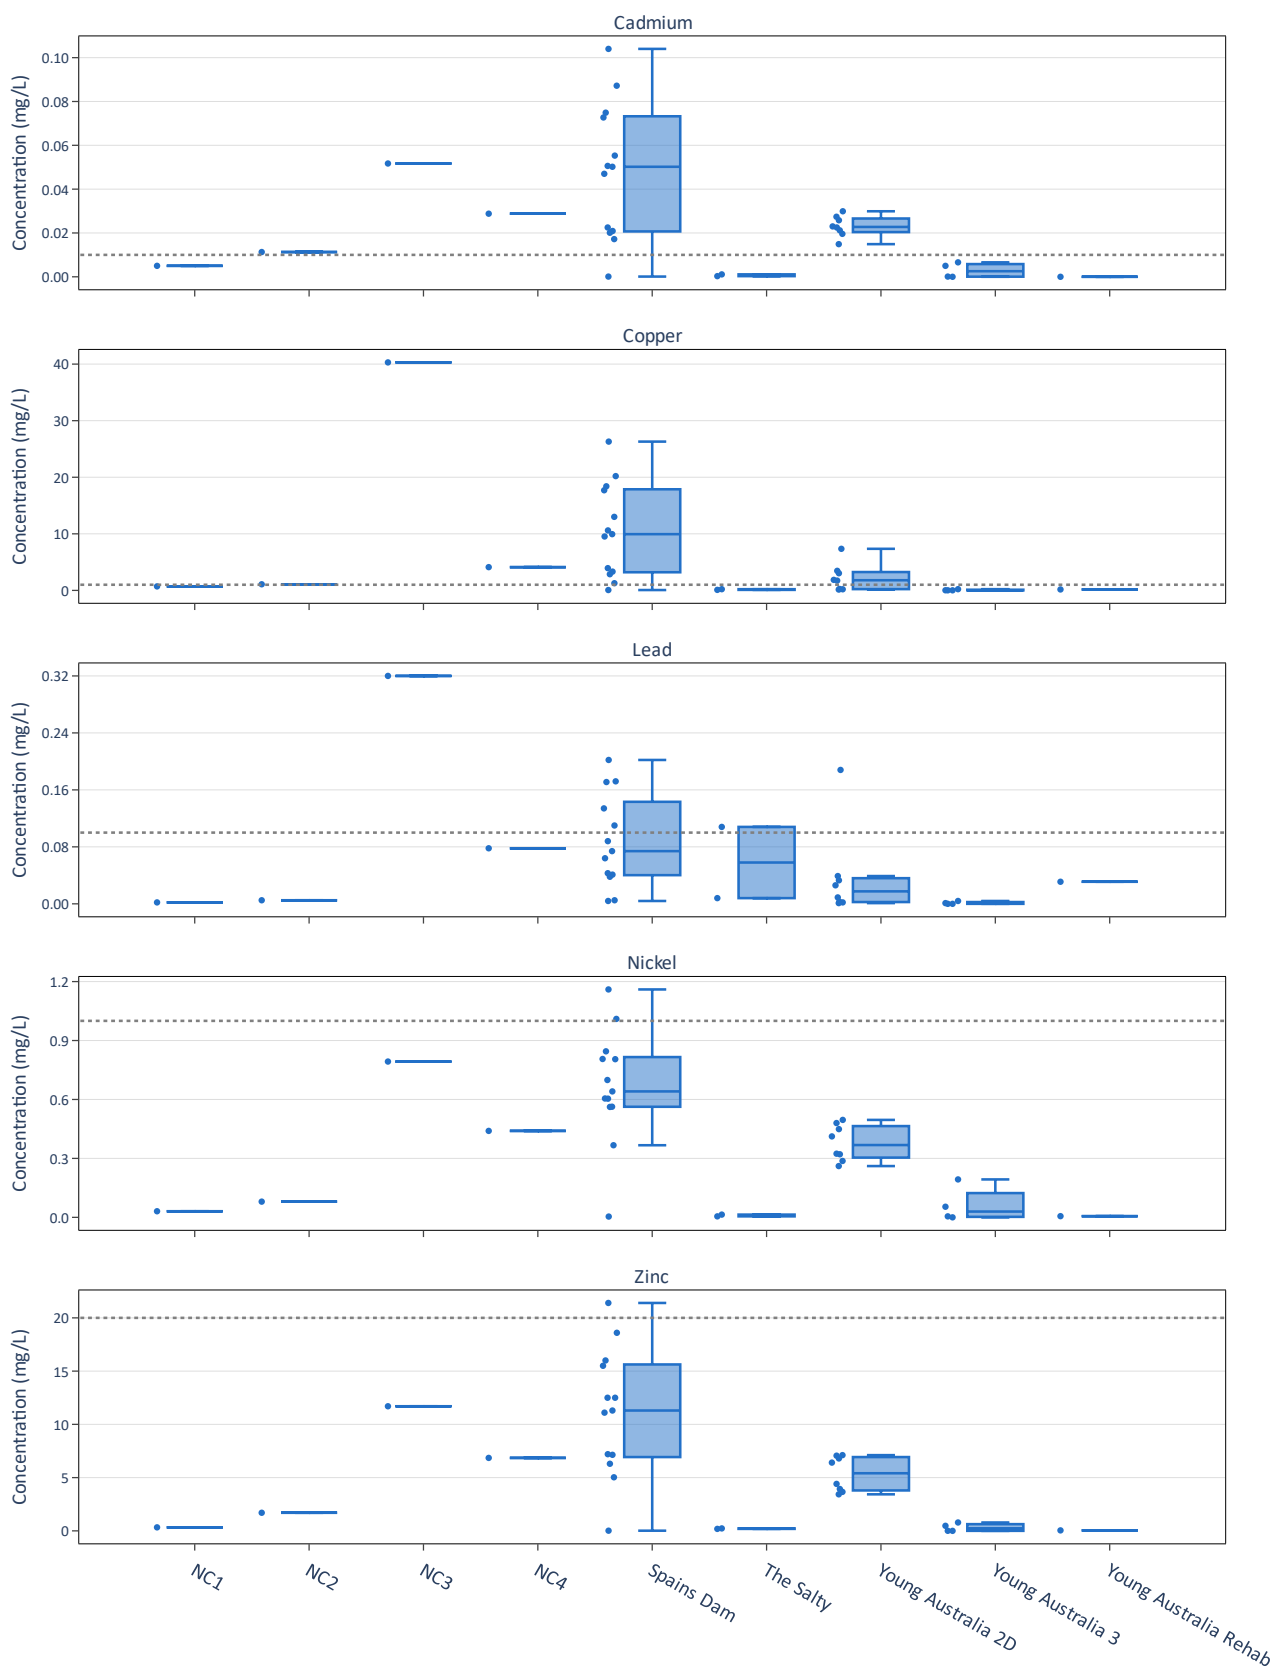 Cadmium
Concentration (mg/L)
0.10
0.08
0.06
0.04
0.02
0.00
Copper
Concentration (mg/L)
40
30
20
10
0
Lead
Concentration (mg/L)
0.32
0.24
0.16
0.08
0.00
Nickel
Concentration (mg/L)
1.2
0.9
0.6
0.3
0.0
Zinc
Concentration (mg/L)
20
15
10
5
0
NC1
NC2
NC3
NC4
Spains Dam
The Salty
Young Australia 2D
Young Australia 3
Young Australia Rehab